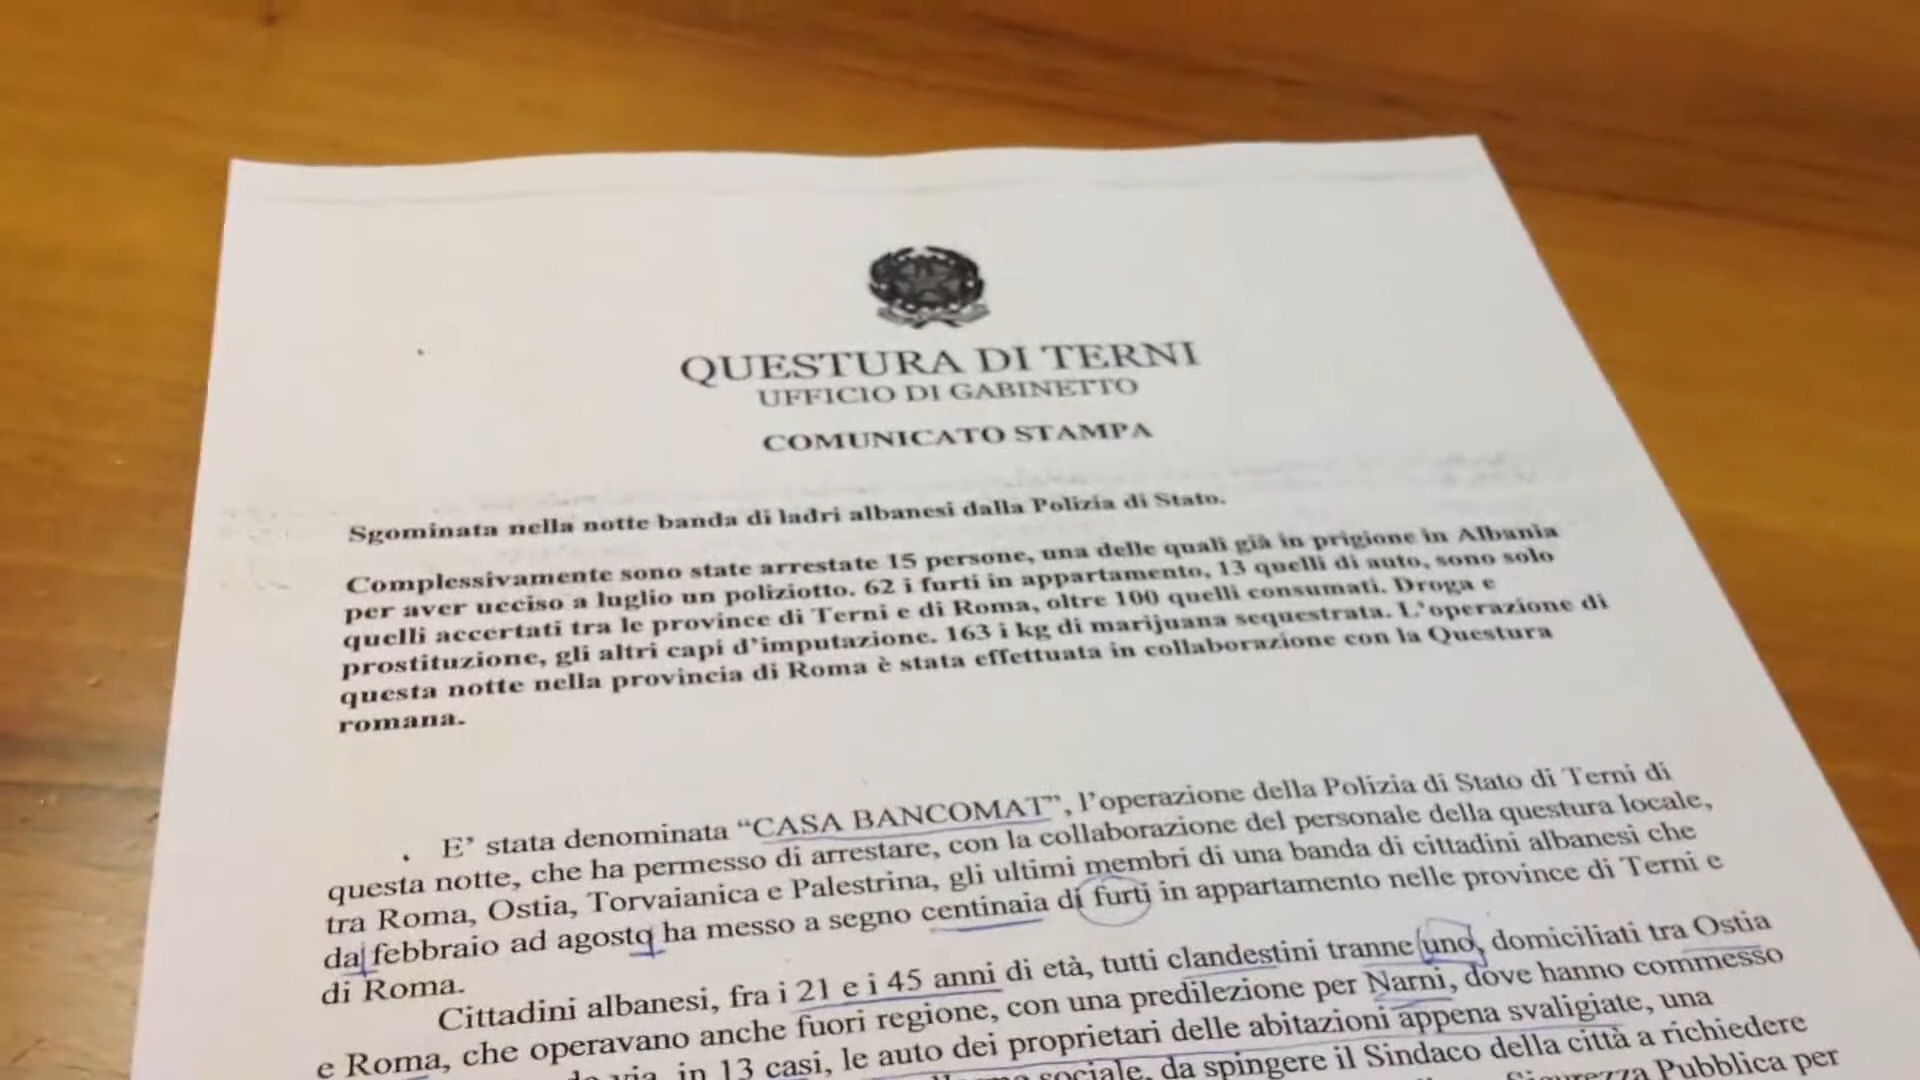 QUESTURA DI TERNI
UFFICIO DI GABINETTO
COMUNICATO STAMPA
Sgominata nella notte banda di ladri albanesi dalla Polizia di Stato.
Complessivamente sono state arrestate 15 persone, una delle quali già in prigione in Albania
per aver ucciso a luglio un poliziotto. 62 i furti in appartamento, 13 quelli di auto, sono solo
quelli accertati tra le province di Terni e di Roma, oltre 100 quelli consumati. Droga e
prostituzione, gli altri capi d'imputazione. 163 i kg di marijuana sequestrata. L'operazione di
questa notte nella provincia di Roma è stata effettuata in collaborazione con la Questura
romana.
. E' stata denominata "CASA BANCOMAT", l'operazione della Polizia di Stato di Terni di
questa notte, che ha permesso di arrestare, con la collaborazione del personale della questura locale,
tra Roma, Ostia, Torvaianica e Palestrina, gli ultimi membri di una banda di cittadini albanesi che
da febbraio ad agosto ha messo a segno centinaia di furti in appartamento nelle province di Terni e
di Roma.
Cittadini albanesi, fra i 21 e i 45 anni di età, tutti clandestini tranne uno, domiciliati tra Ostia
e Roma, che operavano anche fuori regione, con una predilezione per Narni, dove hanno commesso
via, in 13 casi, le auto dei proprietari delle abitazioni appena svaligiate, una
sociale, da spingere il Sindaco della città a richiedere
Sicurezza Pubblica per